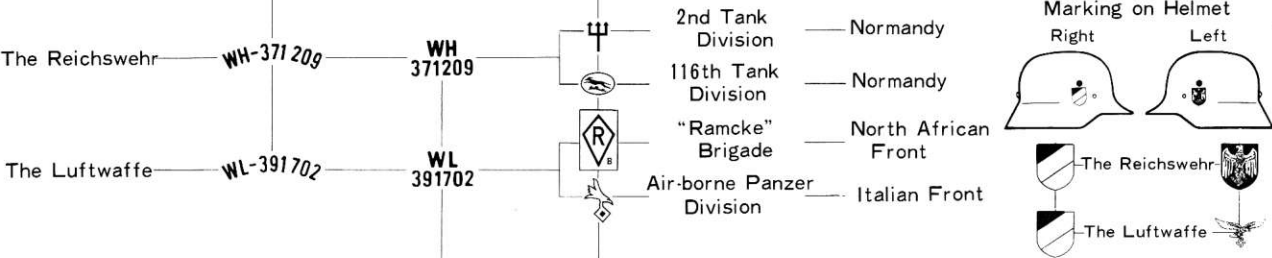 The Reichswehr
WH-371209
WH
371209
2nd Tank
Division
Normandy
116th Tank
Division
Normandy
The Luftwaffe
WL-391702
WL
391702
R
B
"Ramcke"
Brigade
North African
Front
Air-borne Panzer
Division
Italian Front
Marking on Helmet
Right
Left
The Reichswehr
The Luftwaffe